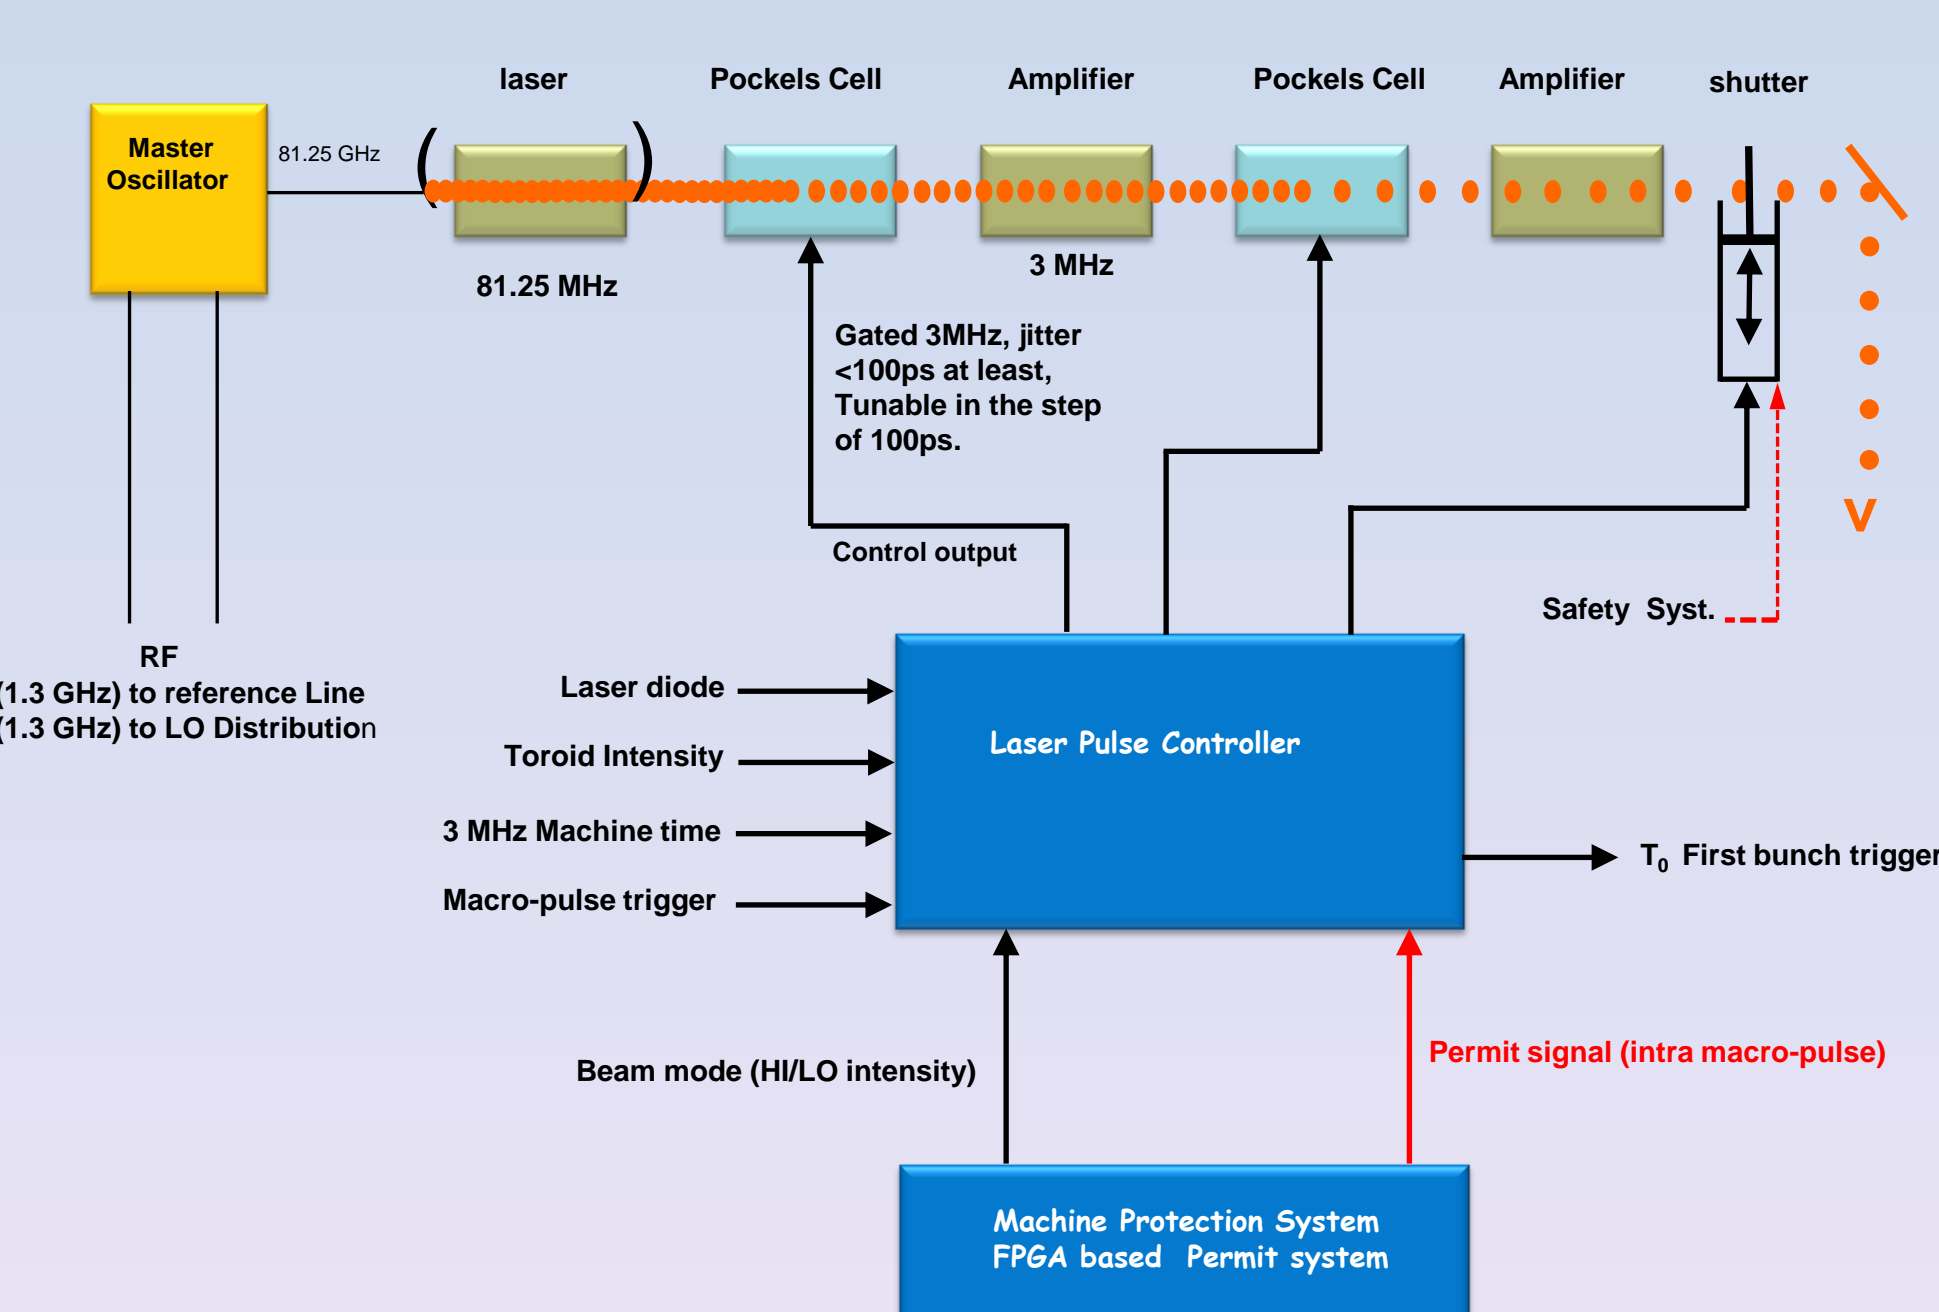 laser
Pockels Cell
Amplifier
Pockels Cell
Amplifier
shutter
Master
Oscillator
81.25 GHz
81.25 MHz
3 MHz
Gated 3MHz, jitter
<100ps at least,
Tunable in the step
of 100ps.
Control output
Safety Syst.
RF
(1.3 GHz) to reference Line
(1.3 GHz) to LO Distribution
Laser diode
Toroid Intensity
3 MHz Machine time
Macro-pulse trigger
Laser Pulse Controller
T0 First bunch trigger
Beam mode (HI/LO intensity)
Permit signal (intra macro-pulse)
Machine Protection System
FPGA based Permit system